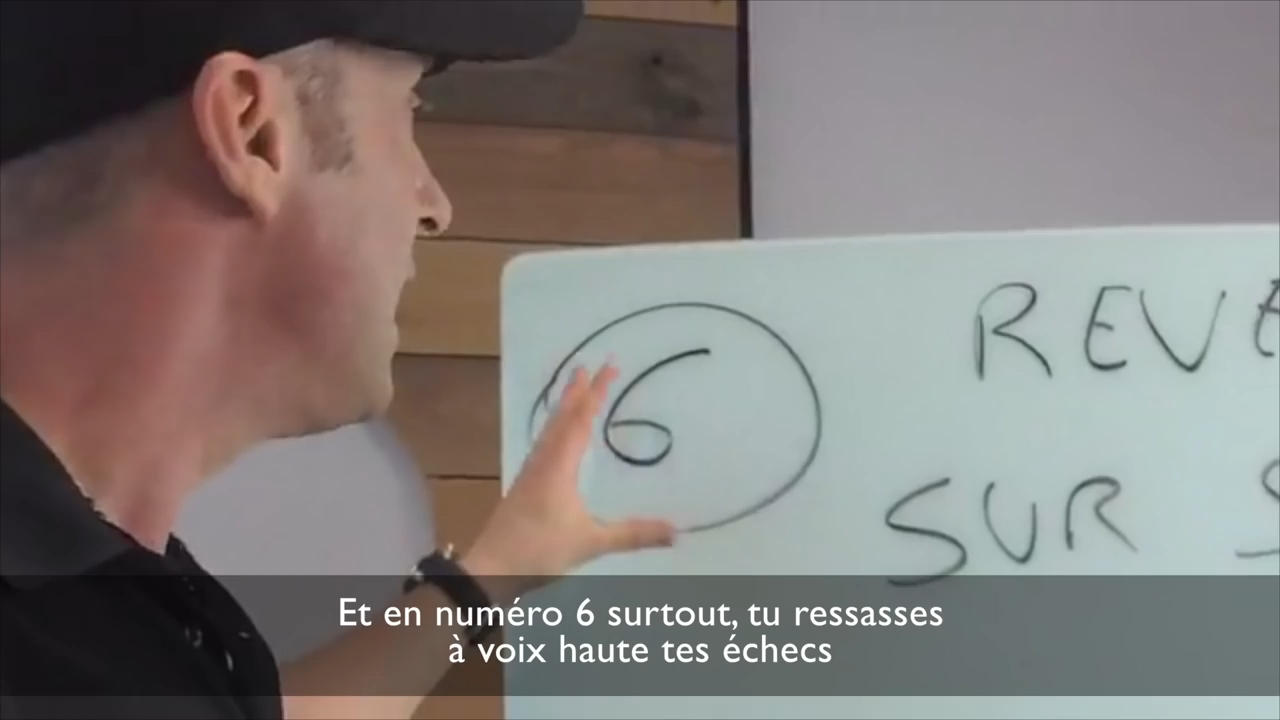 6 REVE
SUR S
Et en numéro 6 surtout, tu ressasses
à voix haute tes échecs